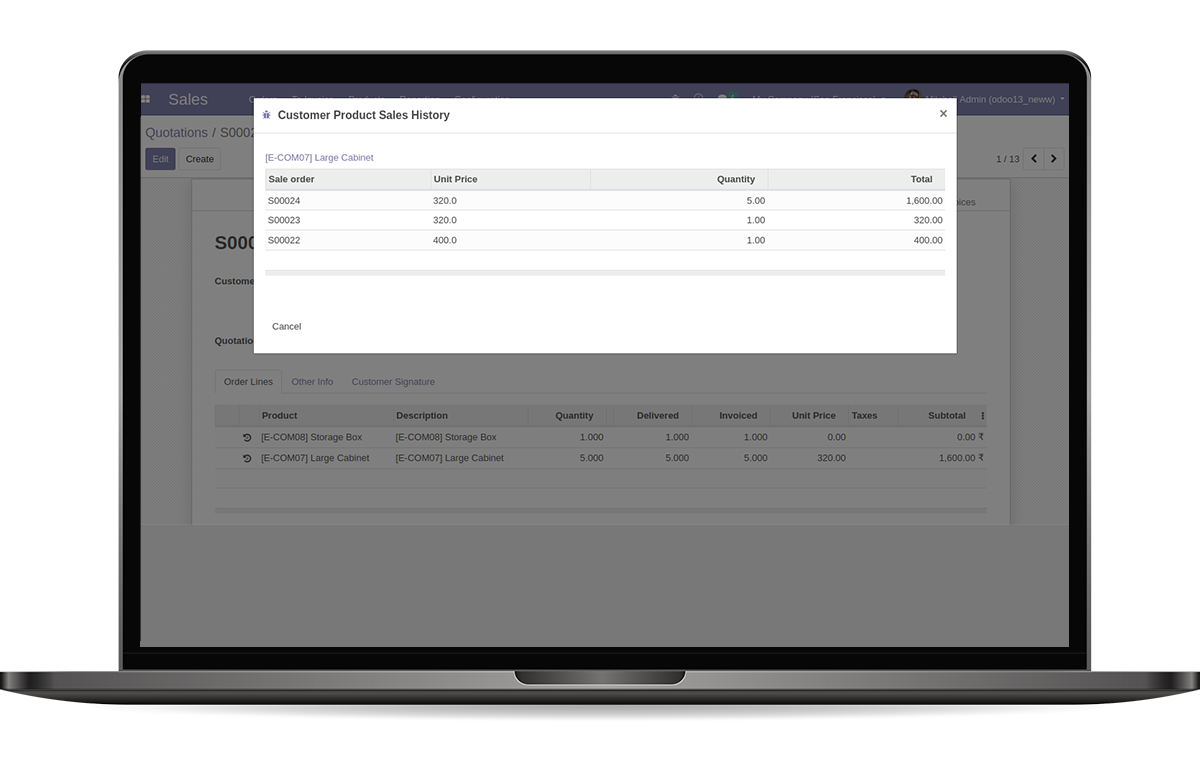 Sales
Admin (odoo13_neww)
Customer Product Sales History ×
Quotations / S0002
Edit Create
1 / 13
[E-COM07] Large Cabinet
Sale order Unit Price Quantity Total
S00024 320.0 5.00 1,600.00
S00023 320.0 1.00 320.00
S00022 400.0 1.00 400.00
Cancel
S000
Custome
Quotatio
Order Lines Other Info Customer Signature
Product Description Quantity Delivered Invoiced Unit Price Taxes Subtotal
[E-COM08] Storage Box [E-COM08] Storage Box 1.000 1.000 1.000 0.00 0.00 ₹
[E-COM07] Large Cabinet [E-COM07] Large Cabinet 5.000 5.000 5.000 320.00 1,600.00 ₹